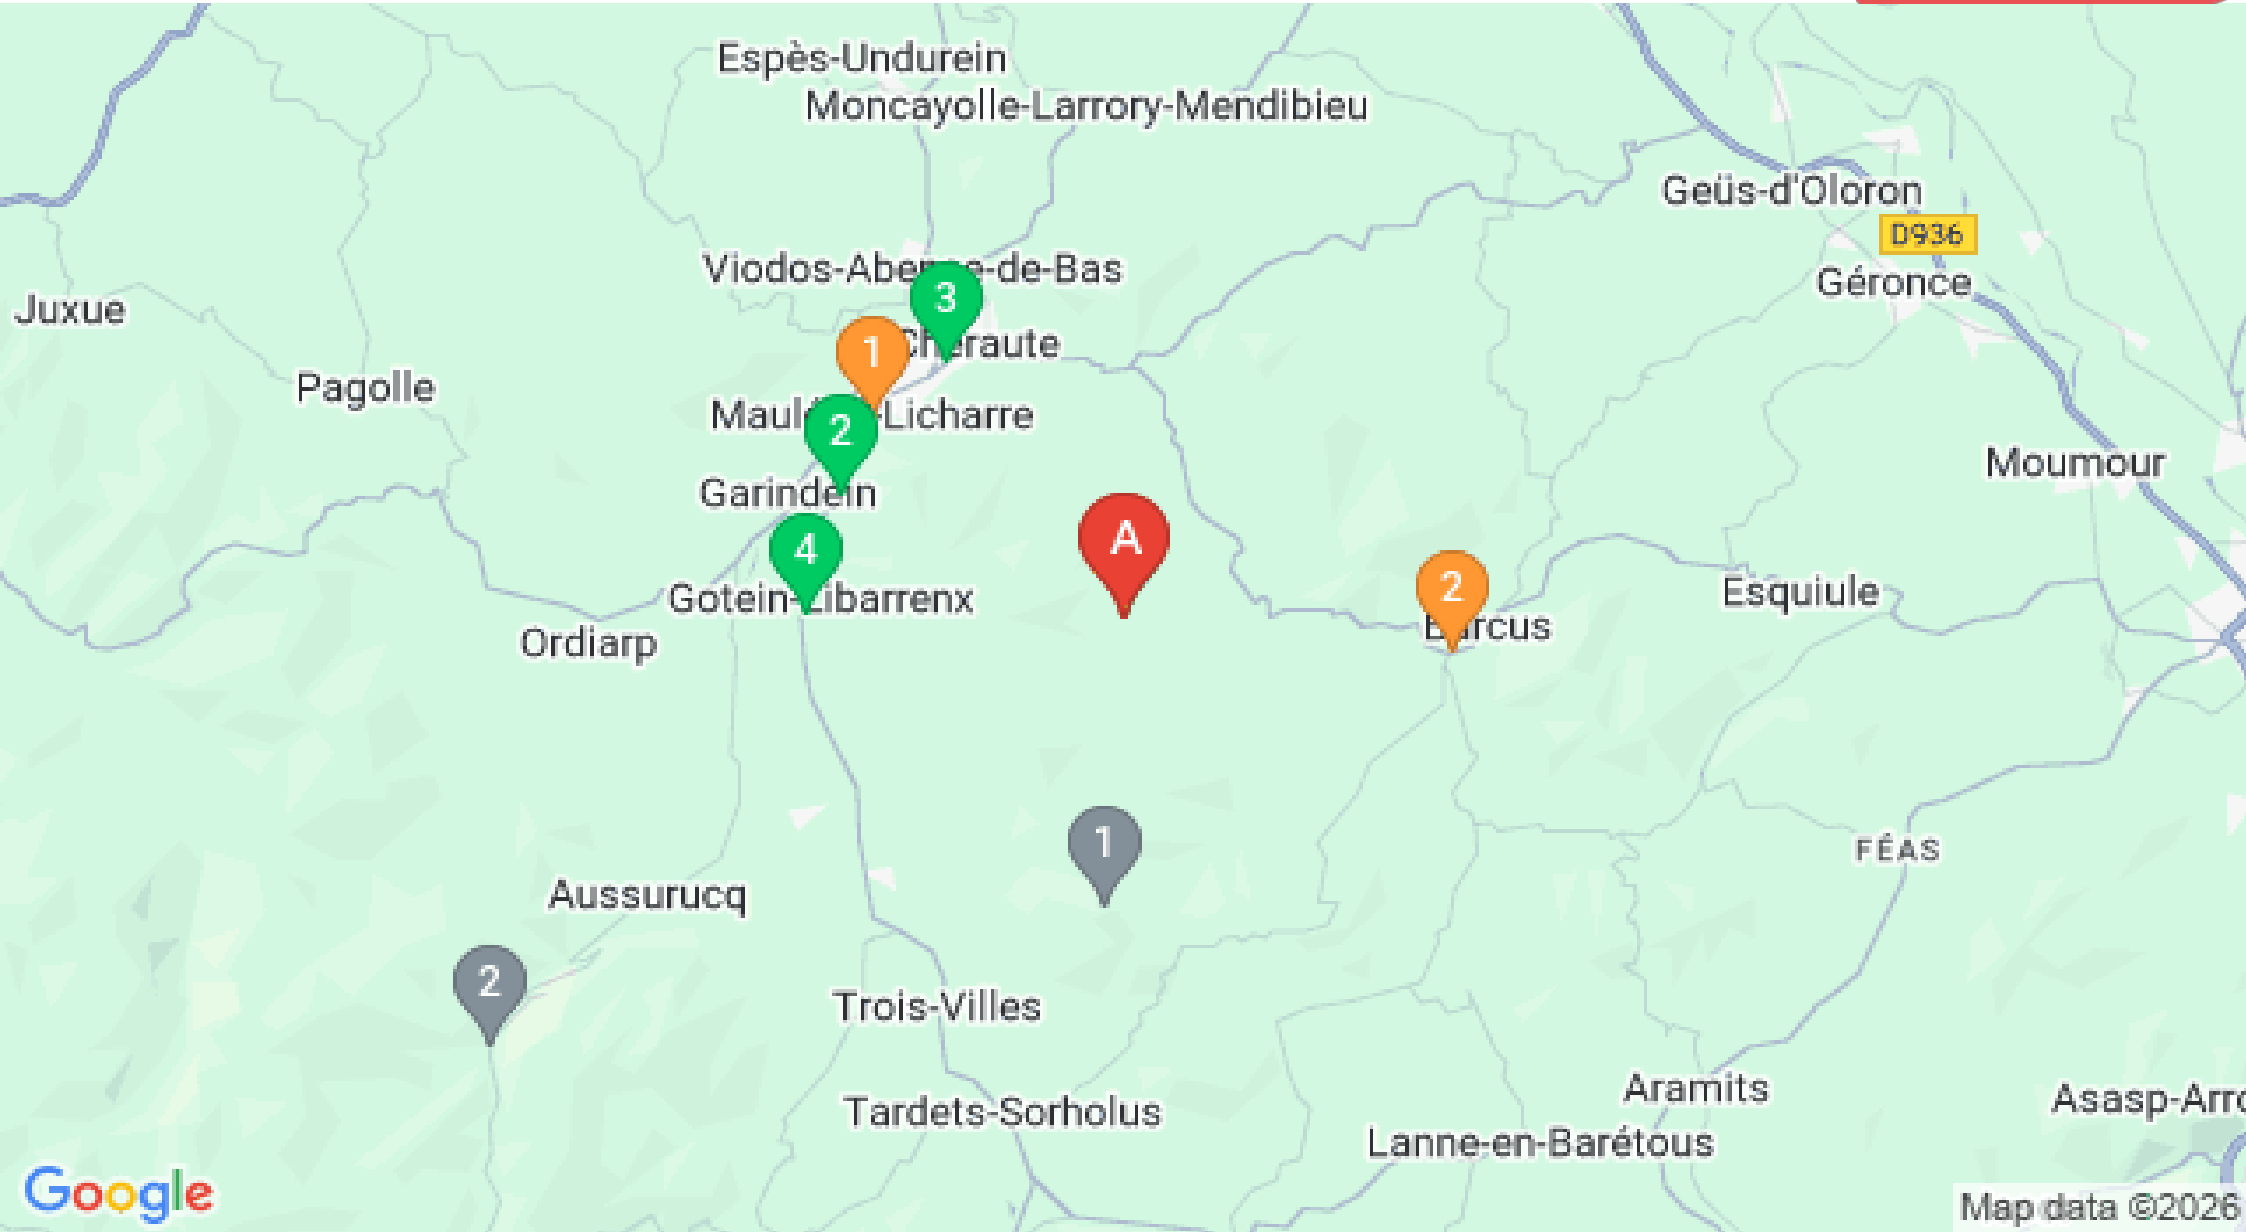 Espès-Undurein
Moncayolle-Larrory-Mendibieu
Geüs-d'Oloron
D936
Viodos-Abe
e-de-Bas
Géronce
3
Juxue
1
raute
Pagolle
Licharre
2
Moumour
Garindein
A
4
2
Esquiule
Gotein-Libarrenx
rcus
Ordiarp
1
FÉAS
Aussurucq
2
Trois-Villes
Aramits
Asasp-Arro
Tardets-Sorholus
Lanne-en-Barétous
Google
Map data ©2026